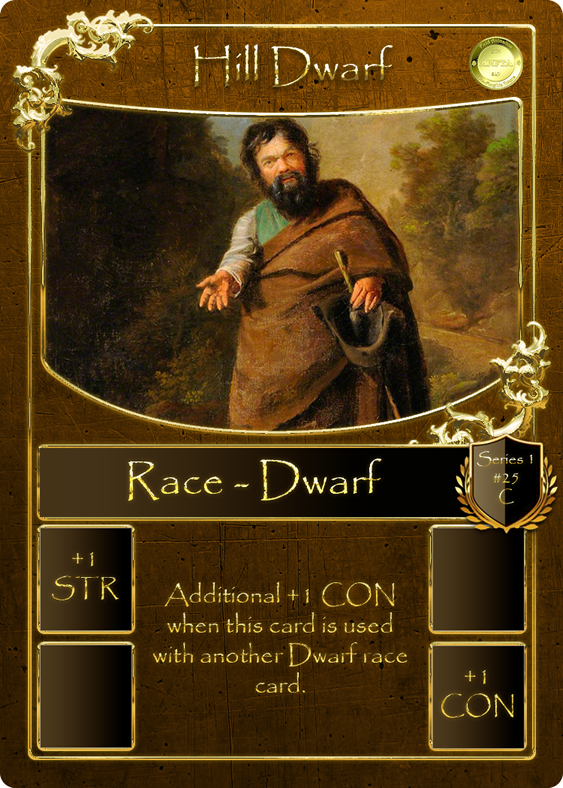 Hill Dwarf
Race - Dwarf
Series 1
#25
C
+1
STR
Additional +1 CON
when this card is used
with another Dwarf race
card.
+1
CON